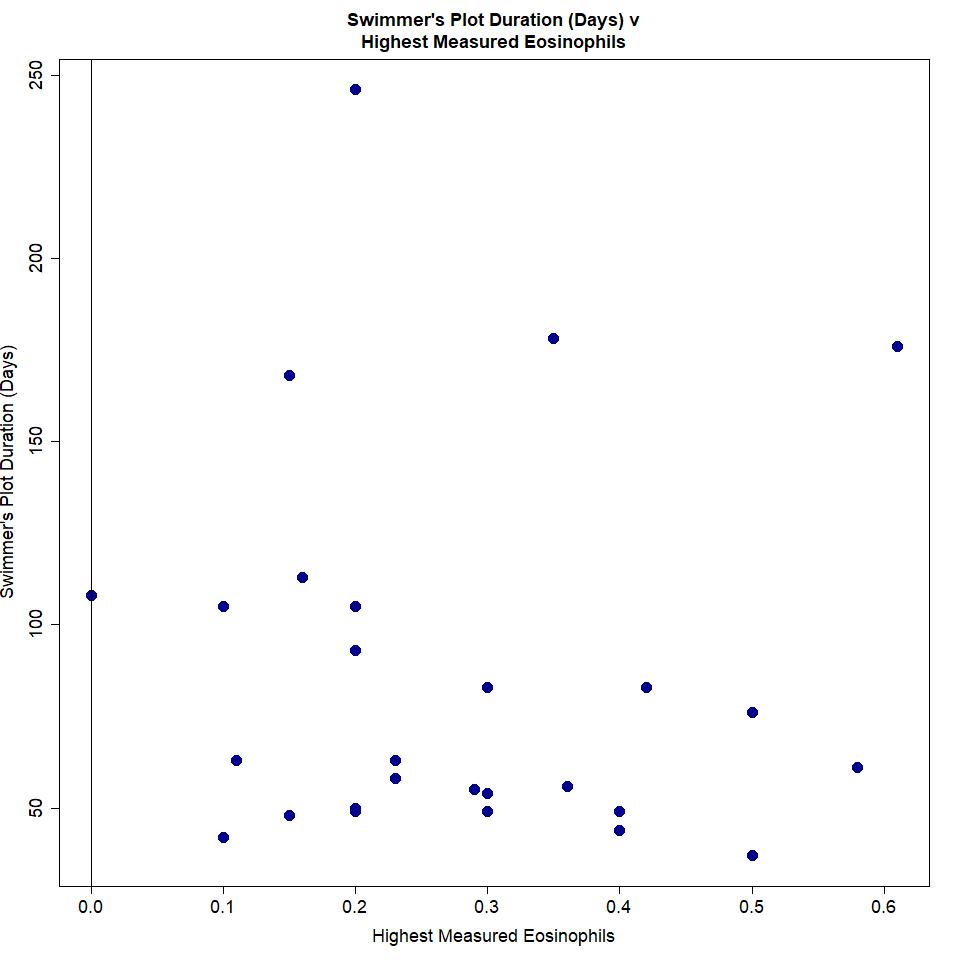 Swimmer's Plot Duration (Days) v
Highest Measured Eosinophils
250
200
150
100
50
Swimmer's Plot Duration (Days)
0.0 0.1 0.2 0.3 0.4 0.5 0.6
Highest Measured Eosinophils